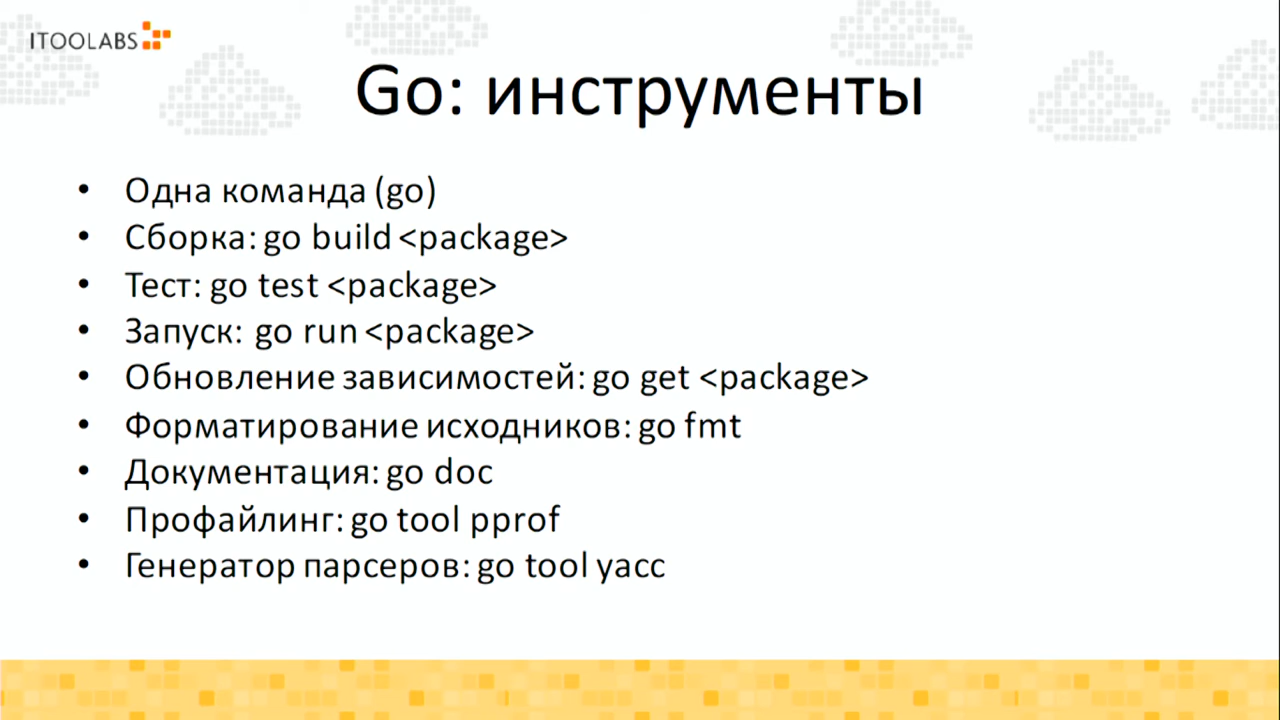 ITOOLABS
Go: инструменты
• Одна команда (go)
• Сборка: go build <package>
• Тест: go test <package>
• Запуск: go run <package>
• Обновление зависимостей: go get <package>
• Форматирование исходников: go fmt
• Документация: go doc
• Профайлинг: go tool pprof
• Генератор парсеров: go tool yacc